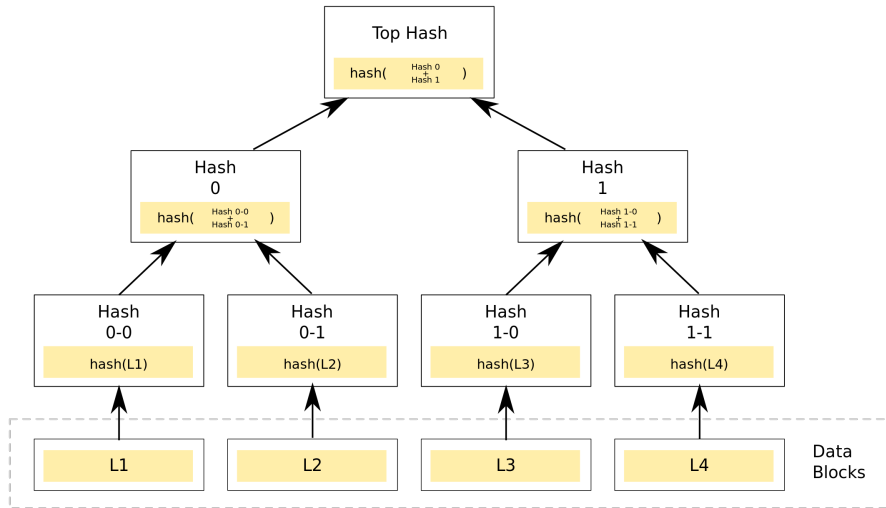 Top Hash
hash( Hash 0 + Hash 1 )
Hash
0
hash( Hash 0-0 + Hash 0-1 )
Hash
1
hash( Hash 1-0 + Hash 1-1 )
Hash
0-0
hash(L1)
Hash
0-1
hash(L2)
Hash
1-0
hash(L3)
Hash
1-1
hash(L4)
L1
L2
L3
L4
Data
Blocks